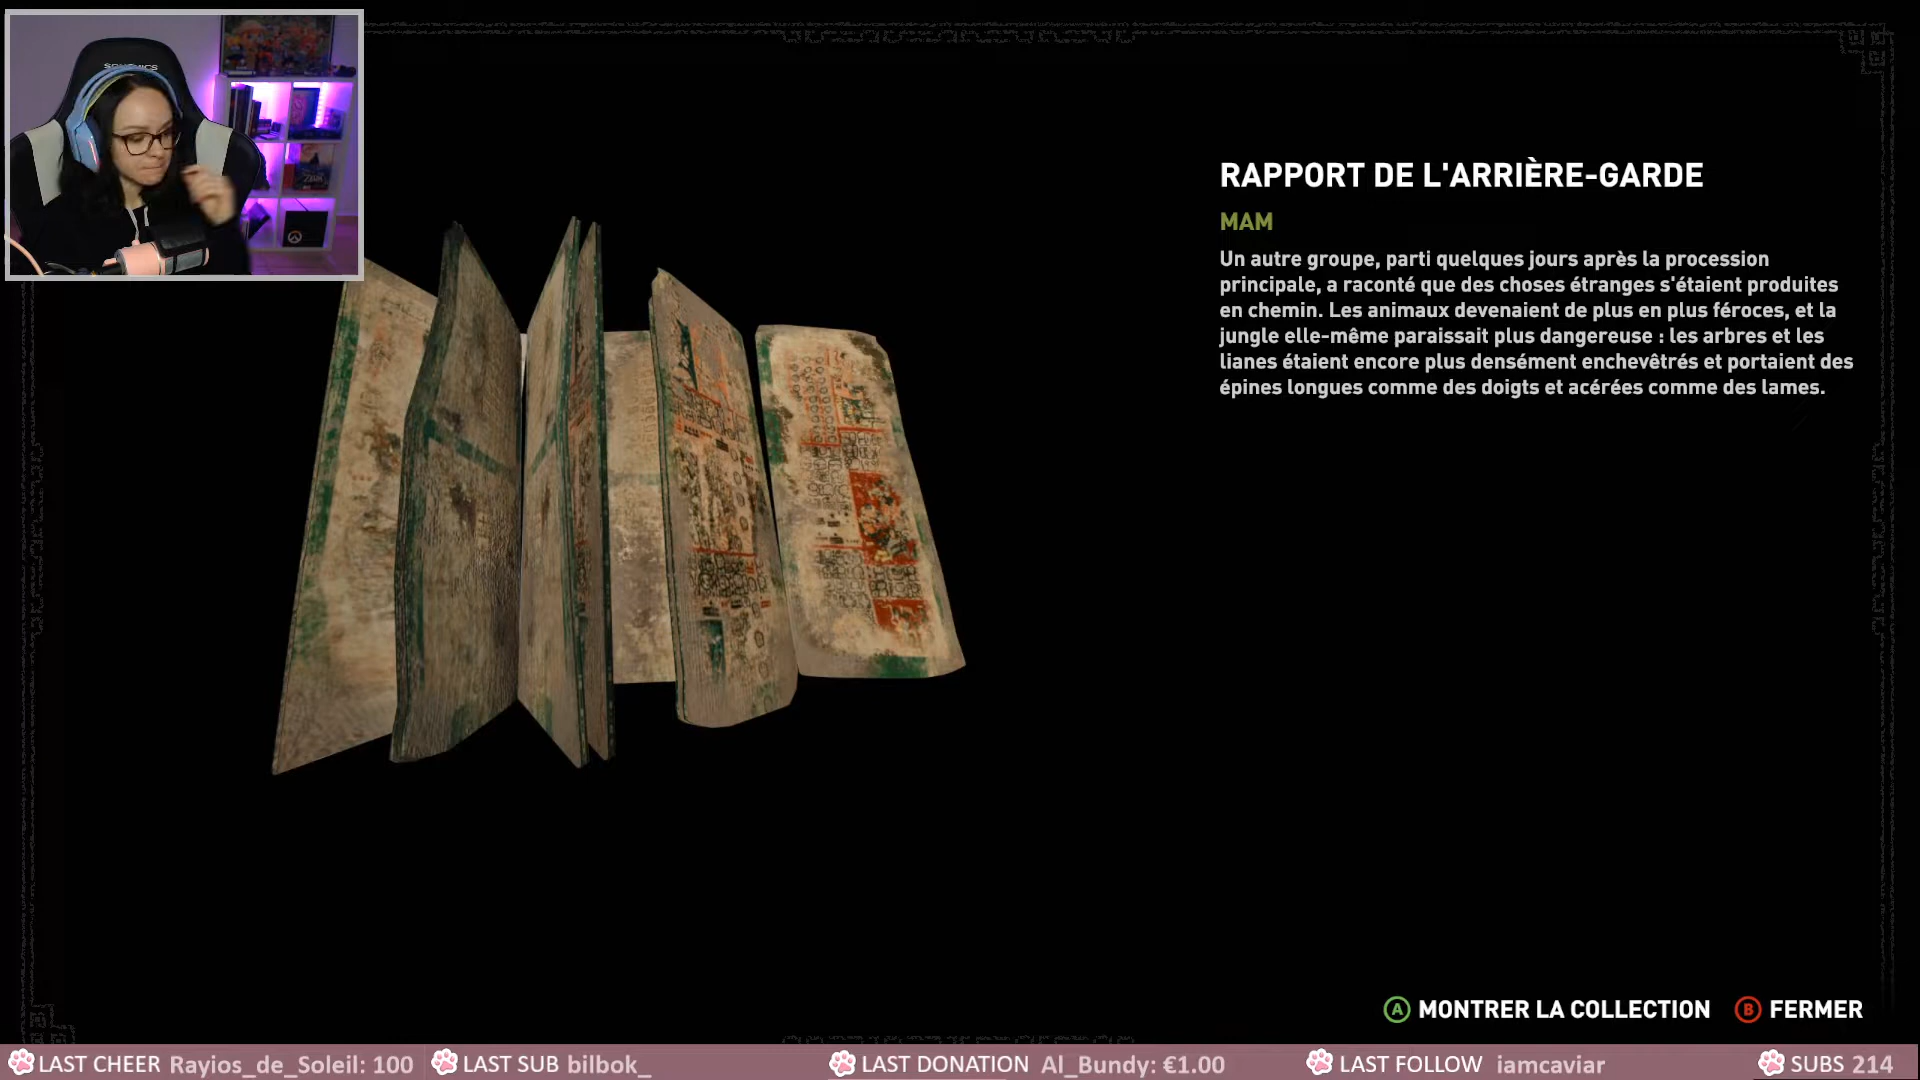 RAPPORT DE L'ARRIÈRE-GARDE
MAM
Un autre groupe, parti quelques jours après la procession
principale, a raconté que des choses étranges s'étaient produites
en chemin. Les animaux devenaient de plus en plus féroces, et la
jungle elle-même paraissait plus dangereuse : les arbres et les
lianes étaient encore plus densément enchevêtrés et portaient des
épines longues comme des doigts et acérées comme des lames.
A MONTRER LA COLLECTION B FERMER
LAST CHEER Rayios_de_Soleil: 100 LAST SUB bilbok_ LAST DONATION Al_Bundy: €1.00 LAST FOLLOW iamcaviar SUBS 214